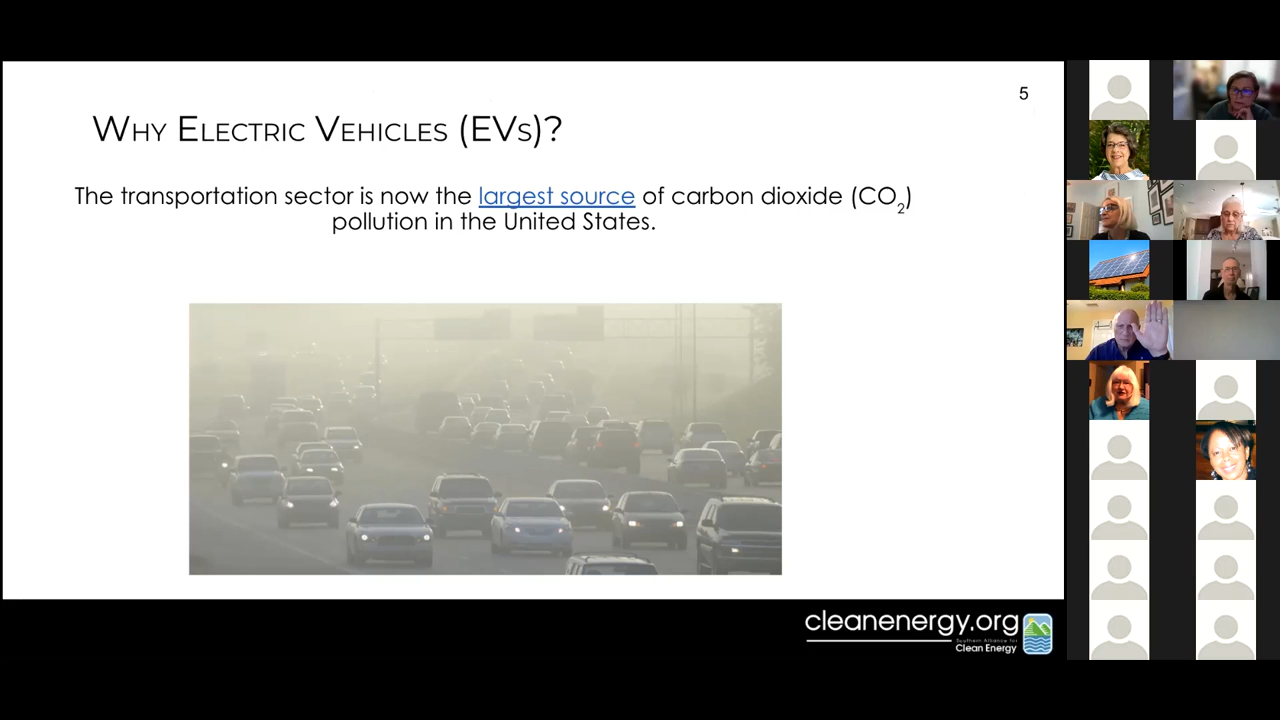 5
WHY ELECTRIC VEHICLES (EVS)?
The transportation sector is now the largest source of carbon dioxide (CO₂)
pollution in the United States.
cleanenergy.org
Southern Alliance for
Clean Energy